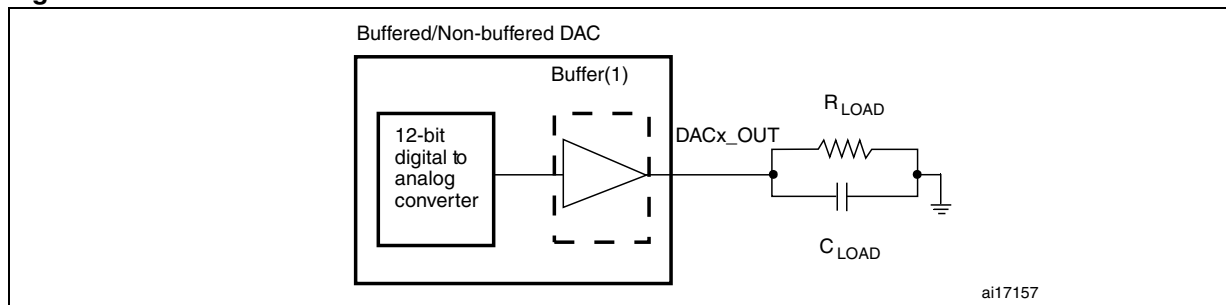 Buffered/Non-buffered DAC
Buffer(1)
12-bit
digital to
analog
converter
DACx_OUT
R LOAD
C LOAD
ai17157